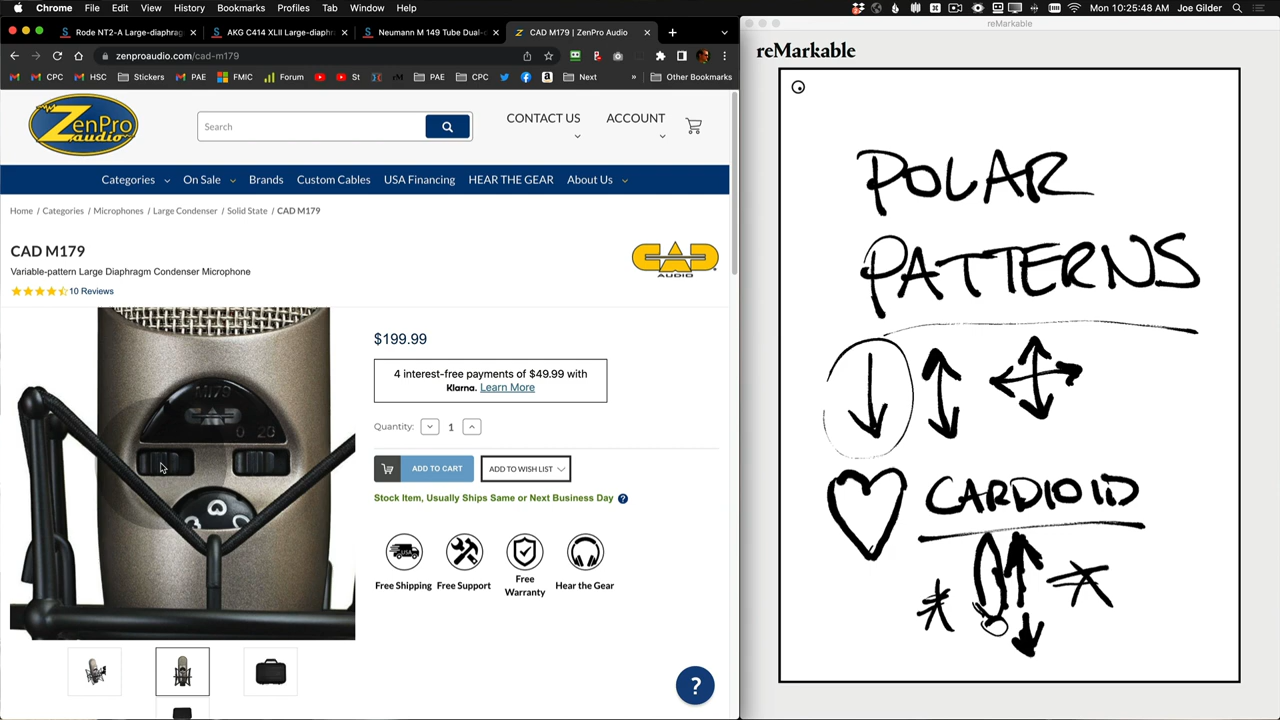 Chrome File Edit View History Bookmarks Profiles Tab Window Help
Mon 10:25:48 AM Joe Gilder
Rode NT2-A Large-diaphrag
AKG C414 XLII Large-diaph
Neumann M 149 Tube Dual-c
CAD M179 | ZenPro Audio
zenproaudio.com/cad-m179
M CPC HSC Stickers PAE FMIC Forum St rM PAE CPC Next » Other Bookmarks
ZenPro audio
Search
CONTACT US
ACCOUNT
Categories On Sale Brands Custom Cables USA Financing HEAR THE GEAR About Us
Home / Categories / Microphones / Large Condenser / Solid State / CAD M179
CAD M179
Variable-pattern Large Diaphragm Condenser Microphone
10 Reviews
CAD
AUDIO
M179
CAD
0 20
$199.99
4 interest-free payments of $49.99 with
Klarna. Learn More
Quantity: 1
ADD TO CART
ADD TO WISH LIST
Stock Item, Usually Ships Same or Next Business Day ?
USA
Free Shipping Free Support Free Warranty Hear the Gear
?
reMarkable
reMarkable
POLAR
PATTERNS
CARDIOID